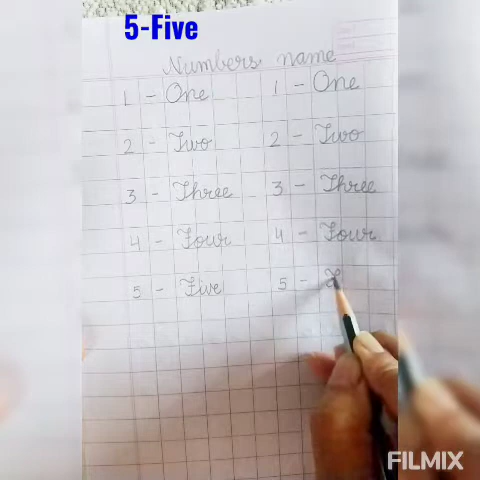 5-Five
Numbers name
1 - One 1 - One
2 - Two 2 - Two
3 - Three 3 - Three
4 - Four 4 - Four
5 - Five 5 - F
FILMIX